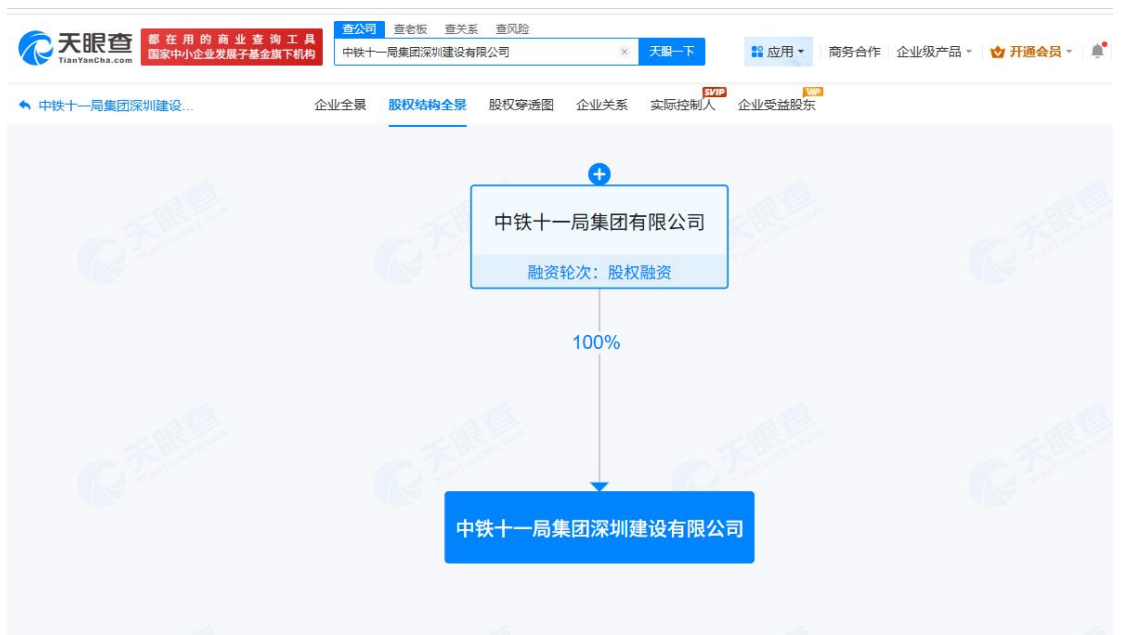 查公司 查老板 查关系 查风险
天眼查 都在用的商业查询工具
TianYanCha.com 国家中小企业发展子基金旗下机构
中铁十一局集团深圳建设有限公司 × 天眼一下
应用 商务合作 企业级产品 开通会员
中铁十一局集团深圳建设... 企业全景 股权结构全景 股权穿透图 企业关系 实际控制人 SVIP 企业受益股东 VIP
中铁十一局集团有限公司
融资轮次：股权融资
100%
中铁十一局集团深圳建设有限公司